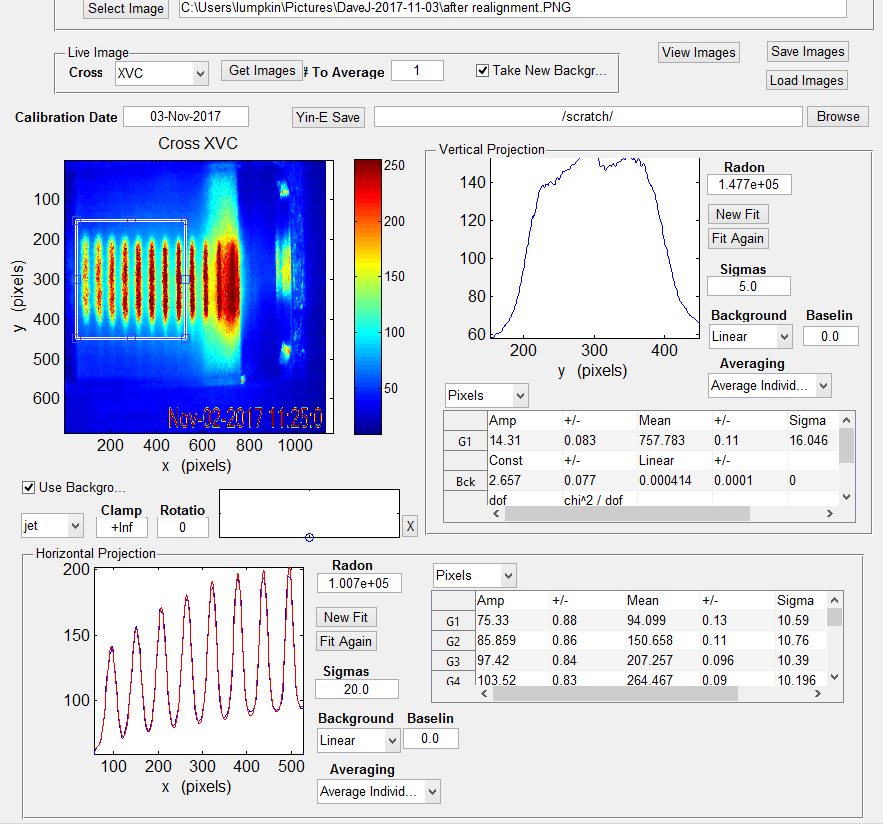 Select Image C:\Users\lumpkin\Pictures\DaveJ-2017-11-03\after realignment.PNG
Live Image
Cross XVC Get Images # To Average 1 Take New Backgr...
View Images Save Images
Load Images
Calibration Date 03-Nov-2017 Yin-E Save /scratch/ Browse
Cross XVC
100
200
300
400
500
600
y (pixels)
Nov-02-2017 11:25:0
200 400 600 800 1000
x (pixels)
250
200
150
100
50
Vertical Projection
140
120
100
80
60
200 300 400
y (pixels)
Radon
1.477e+05
New Fit
Fit Again
Sigmas
5.0
Background Baselin
Linear 0.0
Averaging
Average Individ...
Pixels
Amp +/- Mean +/- Sigma
G1 14.31 0.083 757.783 0.11 16.046
Const +/- Linear +/-
Bck 2.657 0.077 0.000414 0.0001 0
dof chi^2 / dof
Use Backgro...
Clamp Rotatio
jet +Inf 0 X
Horizontal Projection
200
150
100
100 200 300 400 500
x (pixels)
Radon
1.007e+05
New Fit
Fit Again
Sigmas
20.0
Background Baselin
Linear 0.0
Averaging
Average Individ...
Pixels
Amp +/- Mean +/- Sigma
G1 75.33 0.88 94.099 0.13 10.59
G2 85.859 0.86 150.658 0.11 10.76
G3 97.42 0.84 207.257 0.096 10.39
G4 103.52 0.83 264.467 0.09 10.196